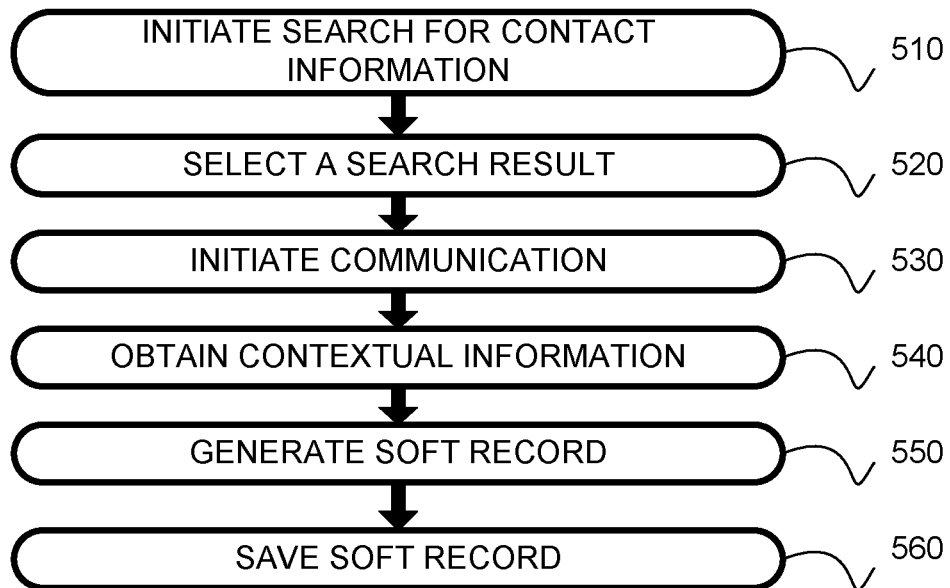 INITIATE SEARCH FOR CONTACT
INFORMATION
510
SELECT A SEARCH RESULT
520
INITIATE COMMUNICATION
530
OBTAIN CONTEXTUAL INFORMATION
540
GENERATE SOFT RECORD
550
SAVE SOFT RECORD
560